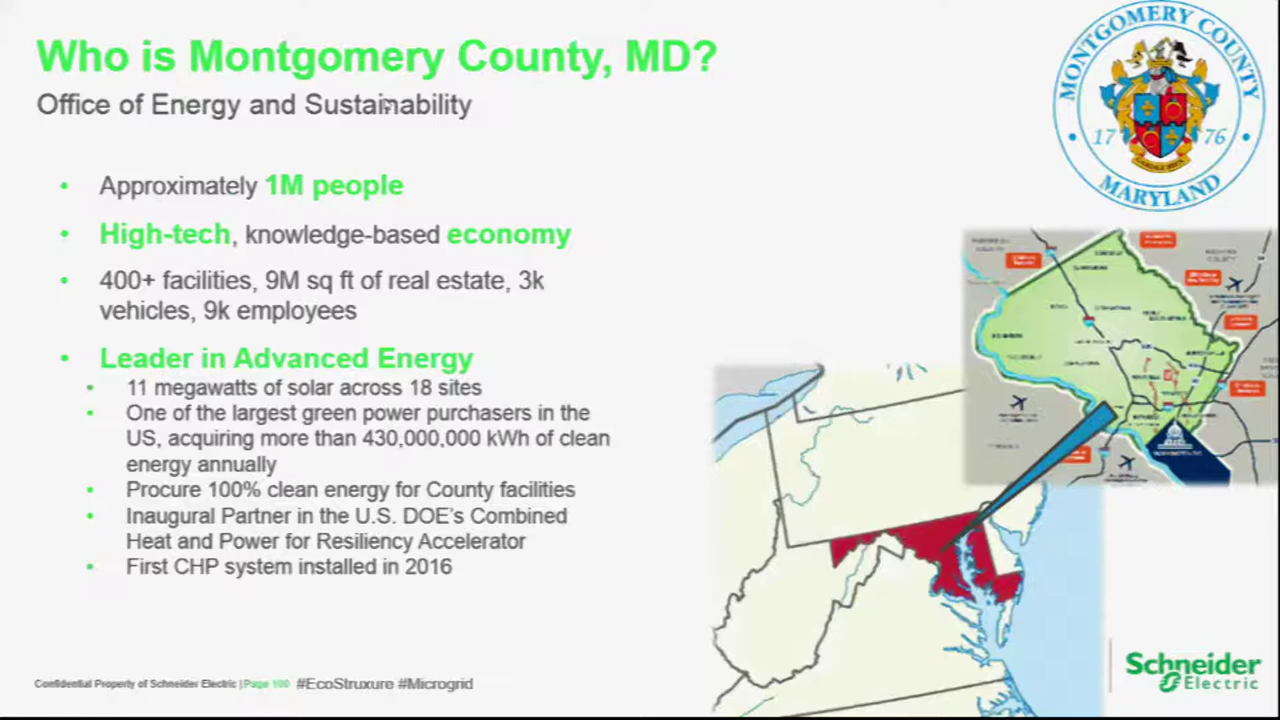 Who is Montgomery County, MD?
Office of Energy and Sustainability
• Approximately 1M people
• High-tech, knowledge-based economy
• 400+ facilities, 9M sq ft of real estate, 3k
vehicles, 9k employees
• Leader in Advanced Energy
• 11 megawatts of solar across 18 sites
• One of the largest green power purchasers in the
US, acquiring more than 430,000,000 kWh of clean
energy annually
• Procure 100% clean energy for County facilities
• Inaugural Partner in the U.S. DOE's Combined
Heat and Power for Resiliency Accelerator
• First CHP system installed in 2016
MONTGOMERY COUNTY
• 17 76 •
MARYLAND
Confidential Property of Schneider Electric | Page 100 #EcoStruxure #Microgrid
Schneider
Electric